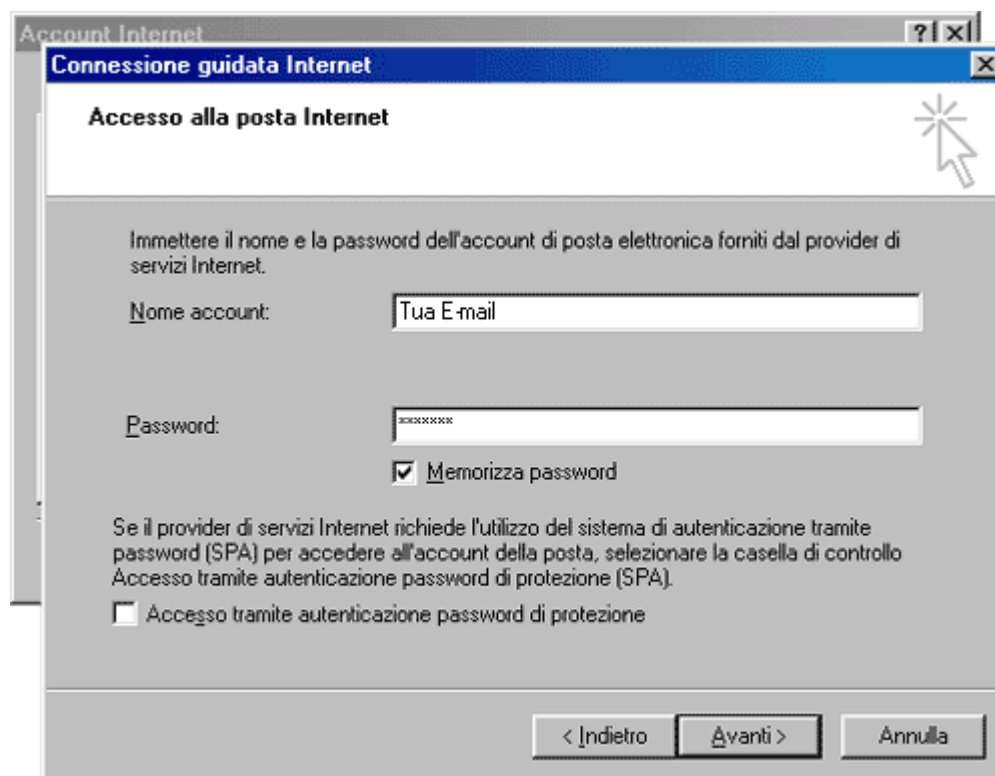 Account Internet
Connessione guidata Internet
Accesso alla posta Internet
Immettere il nome e la password dell'account di posta elettronica forniti dal provider di
servizi Internet.
Nome account: Tua E-mail
Password: *******
Memorizza password
Se il provider di servizi Internet richiede l'utilizzo del sistema di autenticazione tramite
password (SPA) per accedere all'account della posta, selezionare la casella di controllo
Accesso tramite autenticazione password di protezione (SPA).
Accesso tramite autenticazione password di protezione
< Indietro Avanti > Annulla